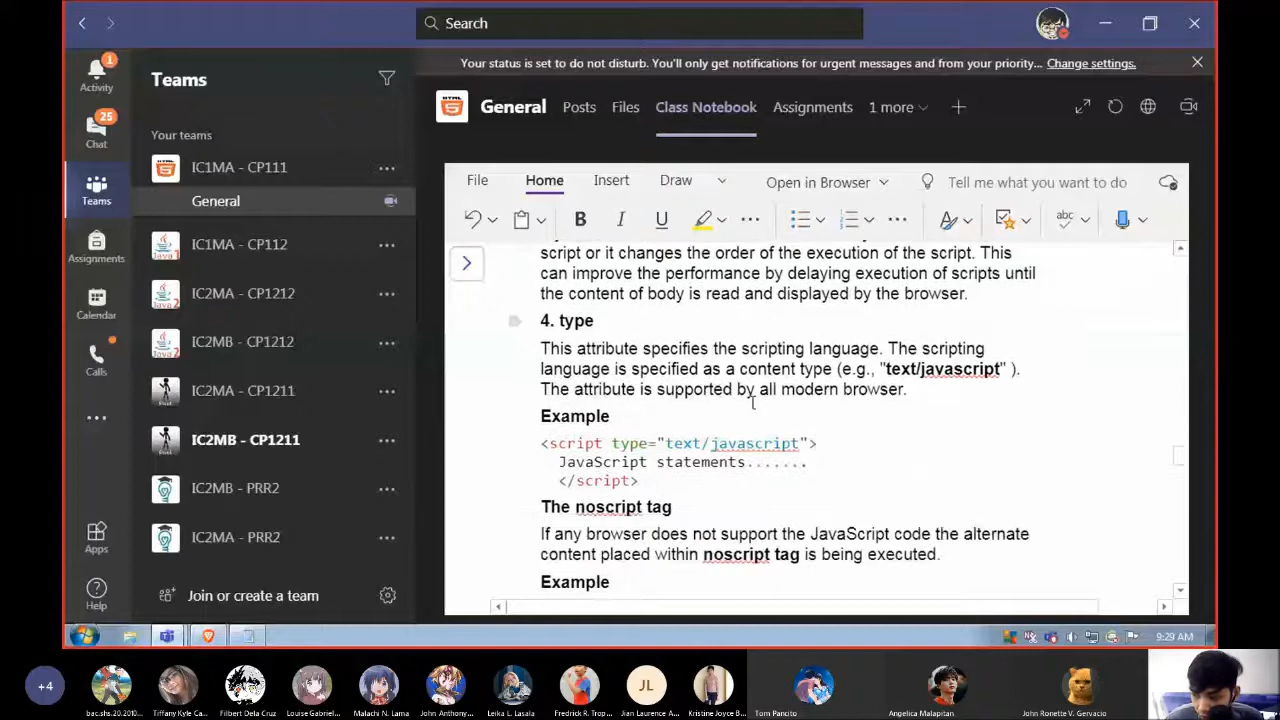 Search
Your status is set to do not disturb. You'll only get notifications for urgent messages and from your priority... Change settings.
1
Activity
25
Chat
Teams
Assignments
Calendar
Calls
Apps
Help
Teams
Your teams
IC1MA - CP111
General
IC1MA - CP112
IC2MA - CP1212
IC2MB - CP1212
IC2MA - CP1211
IC2MB - CP1211
IC2MB - PRR2
IC2MA - PRR2
Join or create a team
General Posts Files Class Notebook Assignments 1 more
File Home Insert Draw Open in Browser Tell me what you want to do
B I U abc
script or it changes the order of the execution of the script. This
can improve the performance by delaying execution of scripts until
the content of body is read and displayed by the browser.
4. type
This attribute specifies the scripting language. The scripting
language is specified as a content type (e.g., "text/javascript" ).
The attribute is supported by all modern browser.
Example
<script type="text/javascript">
JavaScript statements.......
</script>
The noscript tag
If any browser does not support the JavaScript code the alternate
content placed within noscript tag is being executed.
Example
9:29 AM
+4
JL
bac.shs.20.2010... Tiffany Kyle Ca... Filbert Dela Cruz Louise Gabriel... Malachi N. Lama John Anthony... Leika L. Lasala Fredrick R. Trop... Jian Laurence A... Kristine Joyce B... Tom Pancito Angelica Malapitan John Ronette V. Gervacio